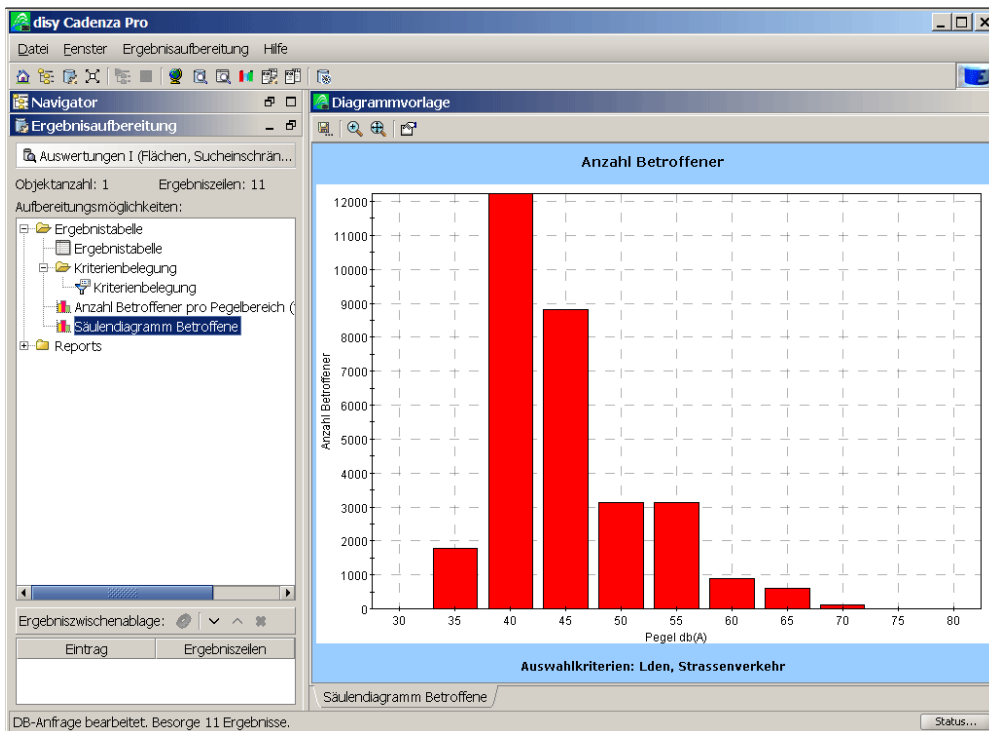 disy Cadenza Pro
Datei Fenster Ergebnisaufbereitung Hilfe
Navigator
Ergebnisaufbereitung
Auswertungen I (Flächen, Sucheinschrän...
Objektanzahl: 1 Ergebniszeilen: 11
Aufbereitungsmöglichkeiten:
Ergebnistabelle
Ergebnistabelle
Kriterienbelegung
Kriterienbelegung
Anzahl Betroffener pro Pegelbereich (
Säulendiagramm Betroffene
Reports
Ergebniszwischenablage:
Eintrag Ergebniszeilen
Diagrammvorlage
Anzahl Betroffener
Anzahl Betroffener
12000
11000
10000
9000
8000
7000
6000
5000
4000
3000
2000
1000
0
30 35 40 45 50 55 60 65 70 75 80
Pegel db(A)
Auswahlkriterien: Lden, Strassenverkehr
Säulendiagramm Betroffene
DB-Anfrage bearbeitet. Besorge 11 Ergebnisse.
Status...